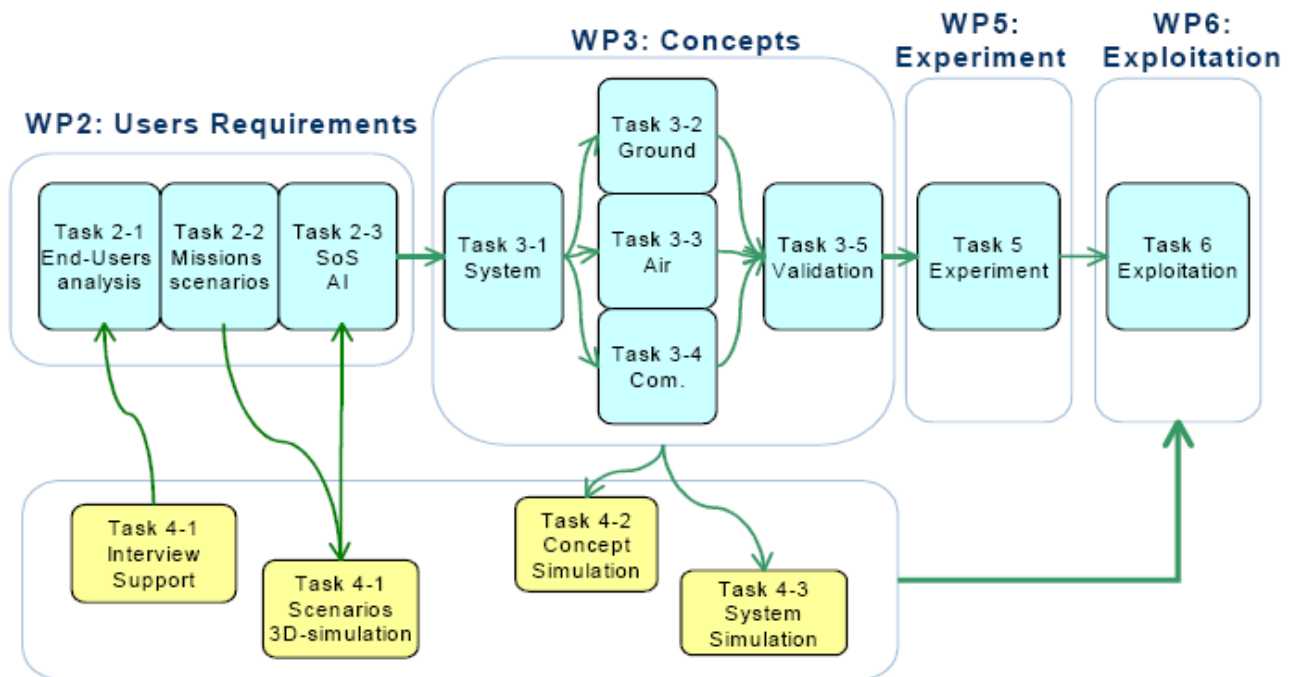 WP2: Users Requirements
Task 2-1
End-Users
analysis
Task 2-2
Missions
scenarios
Task 2-3
SoS
AI
WP3: Concepts
Task 3-1
System
Task 3-2
Ground
Task 3-3
Air
Task 3-4
Com.
Task 3-5
Validation
WP5:
Experiment
Task 5
Experiment
WP6:
Exploitation
Task 6
Exploitation
Task 4-1
Interview
Support
Task 4-1
Scenarios
3D-simulation
Task 4-2
Concept
Simulation
Task 4-3
System
Simulation